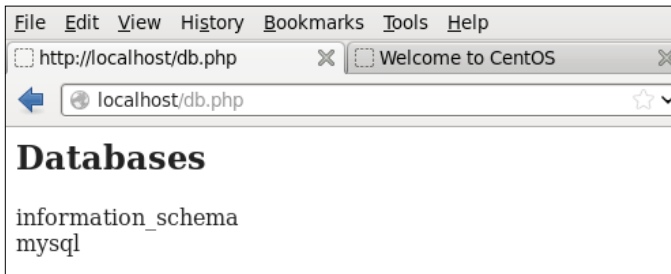 File Edit View History Bookmarks Tools Help
http://localhost/db.php Welcome to CentOS
localhost/db.php
Databases
information_schema
mysql